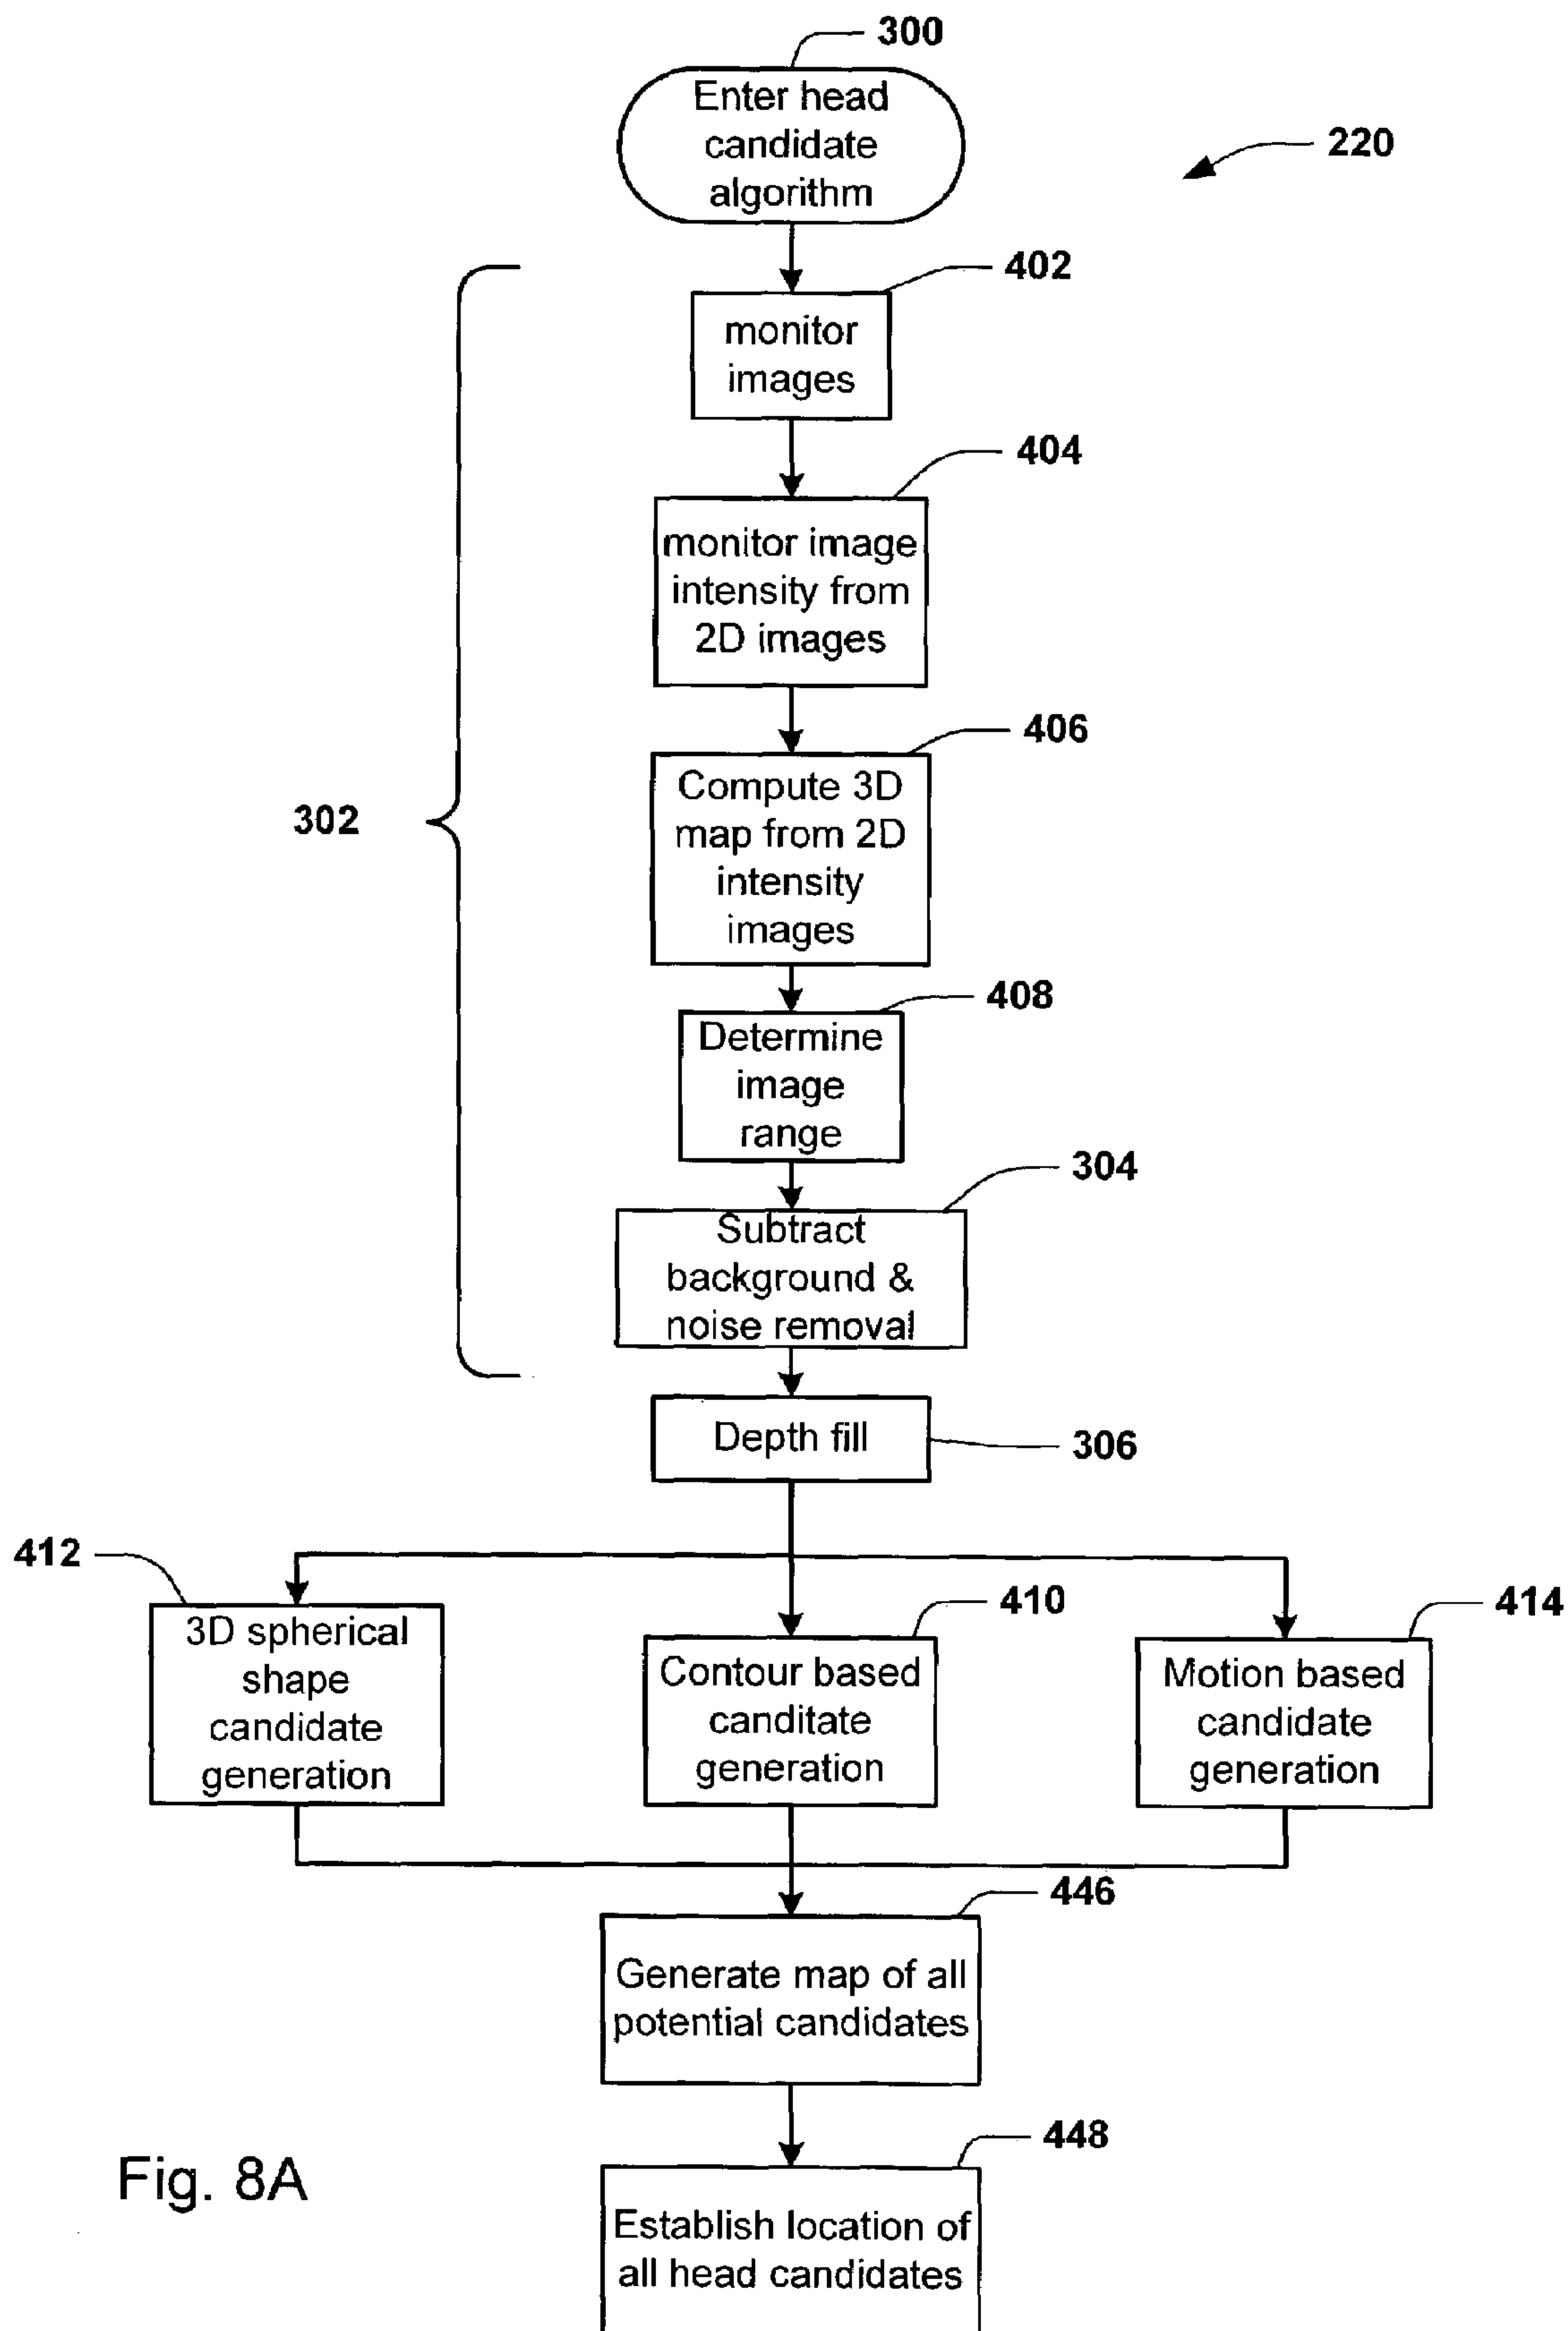 300
Enter head
candidate
algorithm
220
402
monitor
images
404
monitor image
intensity from
2D images
406
Compute 3D
map from 2D
intensity
images
302
408
Determine
image
range
304
Subtract
background &
noise removal
Depth fill
306
412
3D spherical
shape
candidate
generation
410
Contour based
canditate
generation
414
Motion based
candidate
generation
446
Generate map of all
potential candidates
448
Establish location of
all head candidates
Fig. 8A